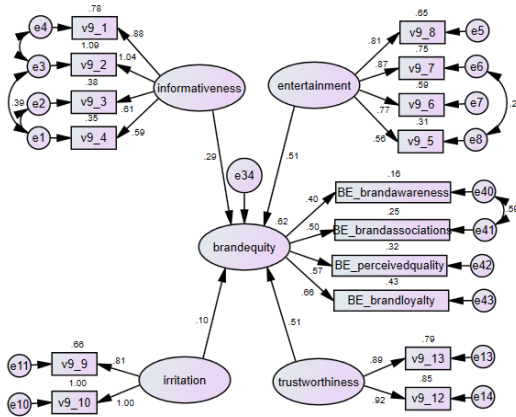 .78
e4 v9_1 .88
1.09
e3 v9_2 1.04
.38
.39 e2 v9_3 .61
.35
e1 v9_4 .59
informativeness
.65
.81 v9_8 e5
.75
.87 v9_7 e6
.59
.77 v9_6 e7
.31
.56 v9_5 e8
entertainment
.29
.51
e34
.62
brandequity
.16
.40 BE_brandawareness e40
.25
.50 BE_brandassociations e41
.59
.32
.57 BE_perceivedquality e42
.43
.66 BE_brandloyalty e43
.10
.51
.66
e11 v9_9 .81
1.00
e10 v9_10 1.00
irritation
.79
.89 v9_13 e13
.85
.92 v9_12 e14
trustworthiness